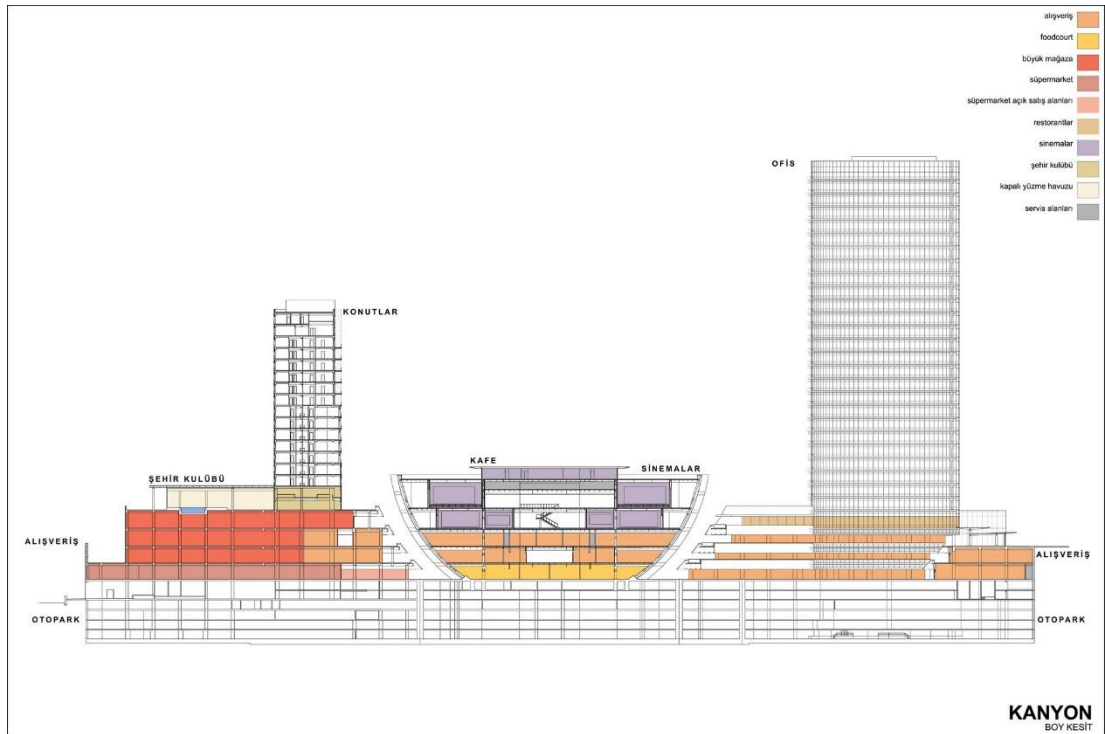 alışveriş
foodcourt
büyük mağaza
süpermarket
süpermarket açık satış alanları
restorantlar
sinemalar
şehir kulübü
kapalı yüzme havuzu
servis alanları
OFİS
KONUTLAR
KAFE
SİNEMALAR
ŞEHİR KULÜBÜ
ALIŞVERİŞ
ALIŞVERİŞ
OTOPARK
OTOPARK
KANYON
BOY KESİT